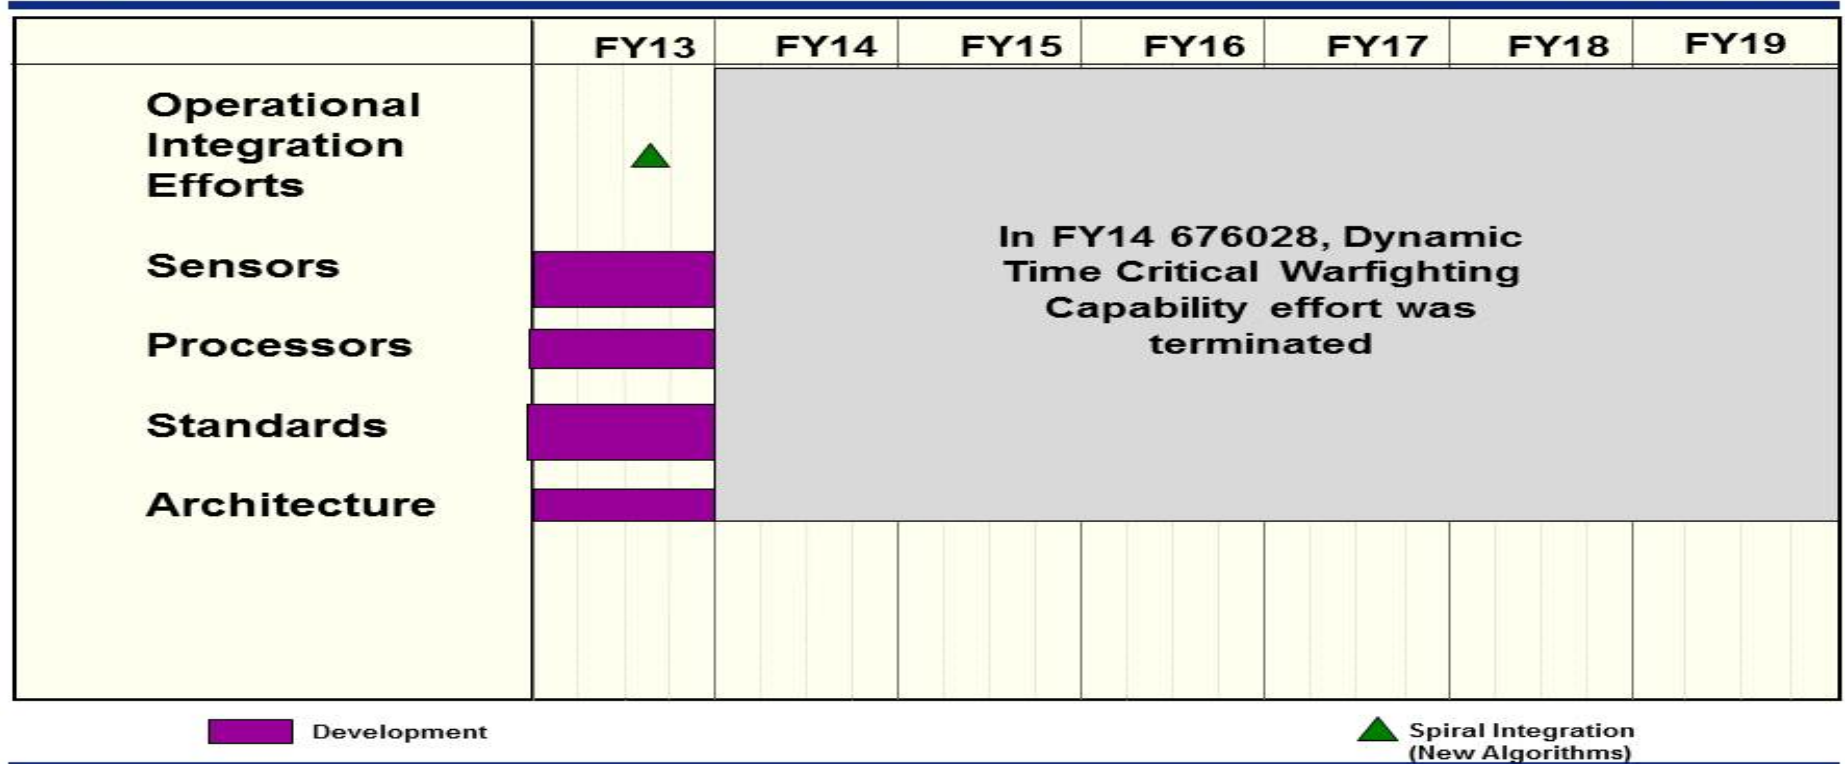 FY13 FY14 FY15 FY16 FY17 FY18 FY19
Operational
Integration
Efforts
Sensors
Processors
Standards
Architecture
In FY14 676028, Dynamic
Time Critical Warfighting
Capability effort was
terminated
Development
Spiral Integration
(New Algorithms)